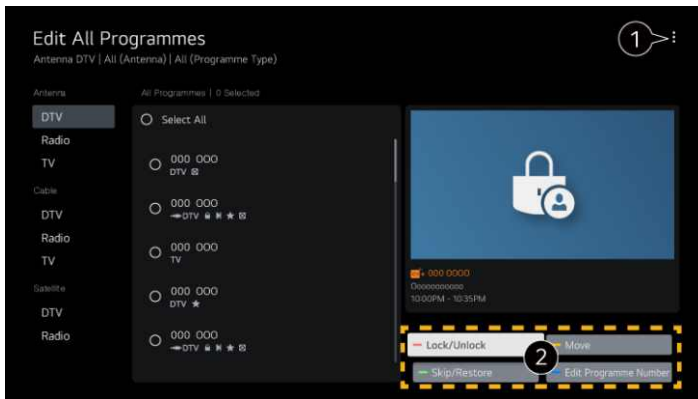 Edit All Programmes
Antenna DTV | All (Antenna) | All (Programme Type)
1
Antenna
All Programmes | 0 Selected
DTV
Radio
TV
Cable
DTV
Radio
TV
Satellite
DTV
Radio
Select All
000 000
DTV
000 000
DTV
000 000
TV
000 000
DTV
000 000
DTV
000 0000
Oooooooooo
10:00PM - 10:35PM
Lock/Unlock
Move
2
Skip/Restore
Edit Programme Number